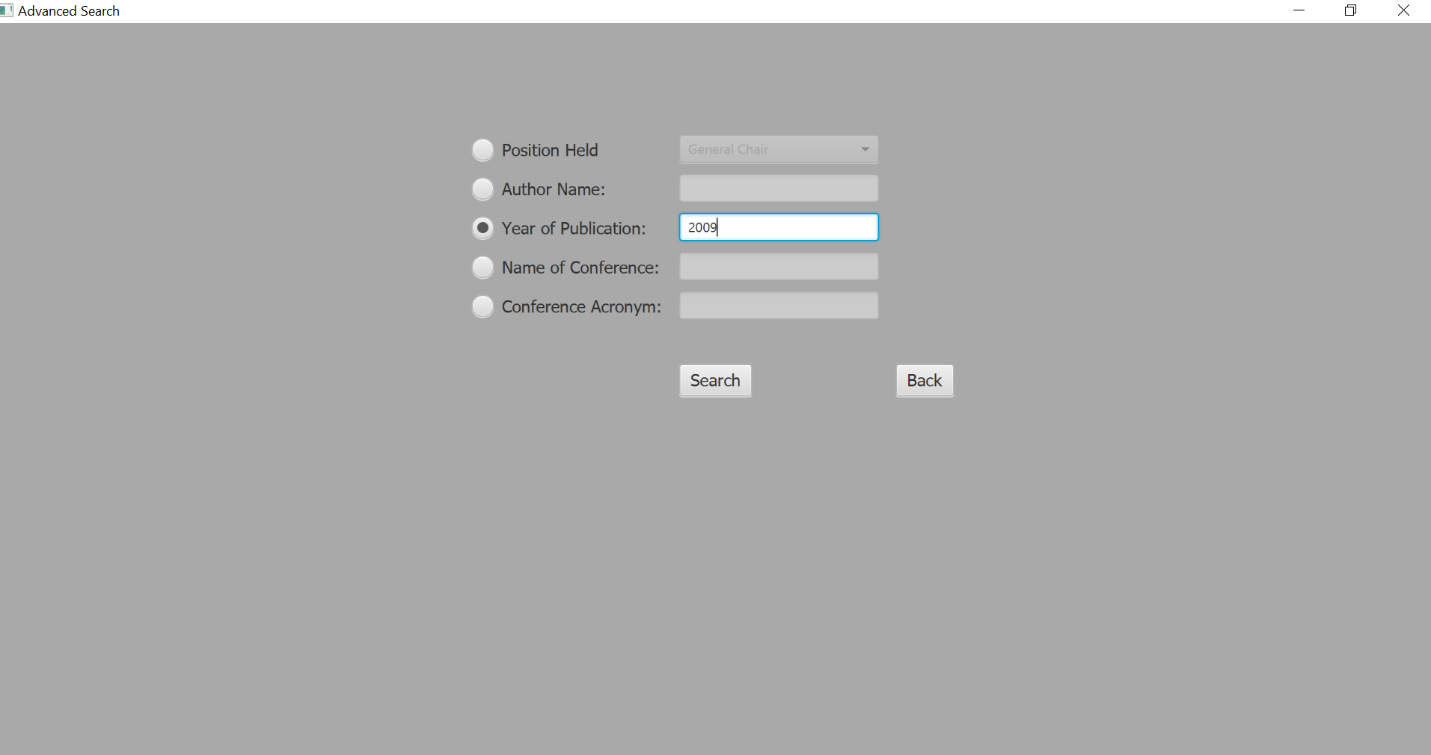 Advanced Search
Position Held General Chair
Author Name:
Year of Publication: 2009
Name of Conference:
Conference Acronym:
Search Back